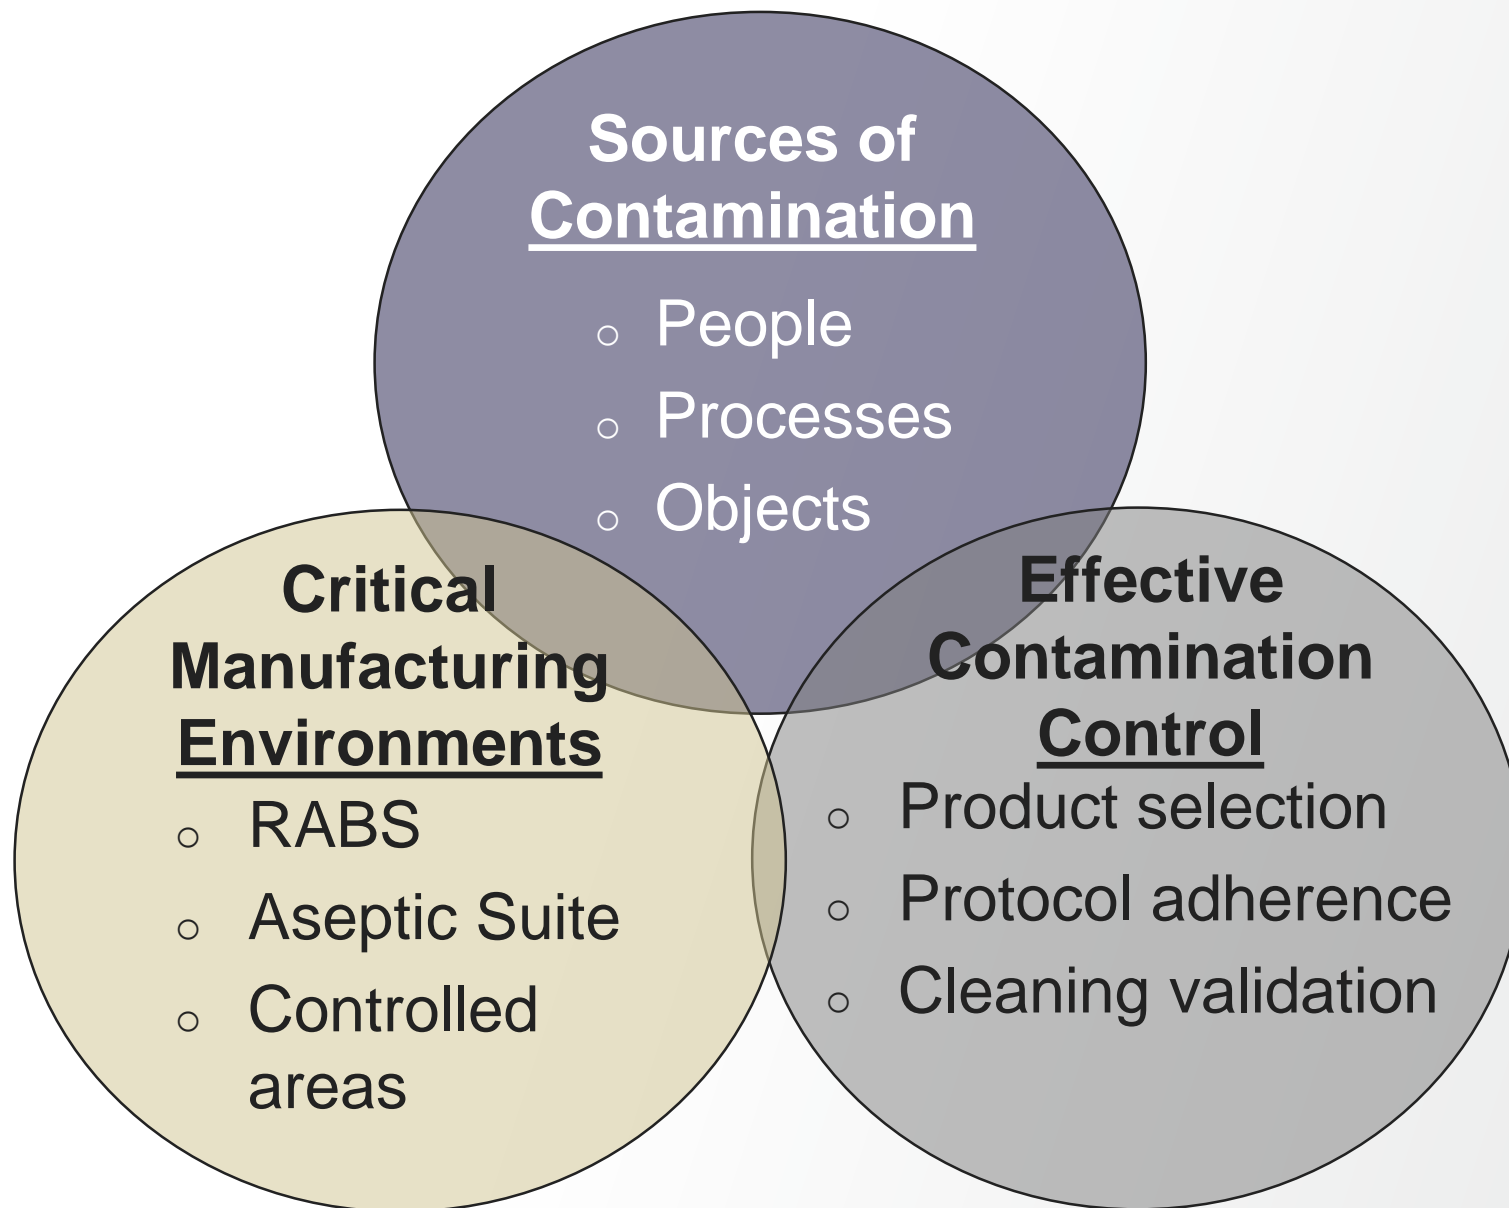 Sources of
Contamination
○ People
○ Processes
○ Objects
Critical
Manufacturing
Environments
○ RABS
○ Aseptic Suite
○ Controlled
areas
Effective
Contamination
Control
○ Product selection
○ Protocol adherence
○ Cleaning validation